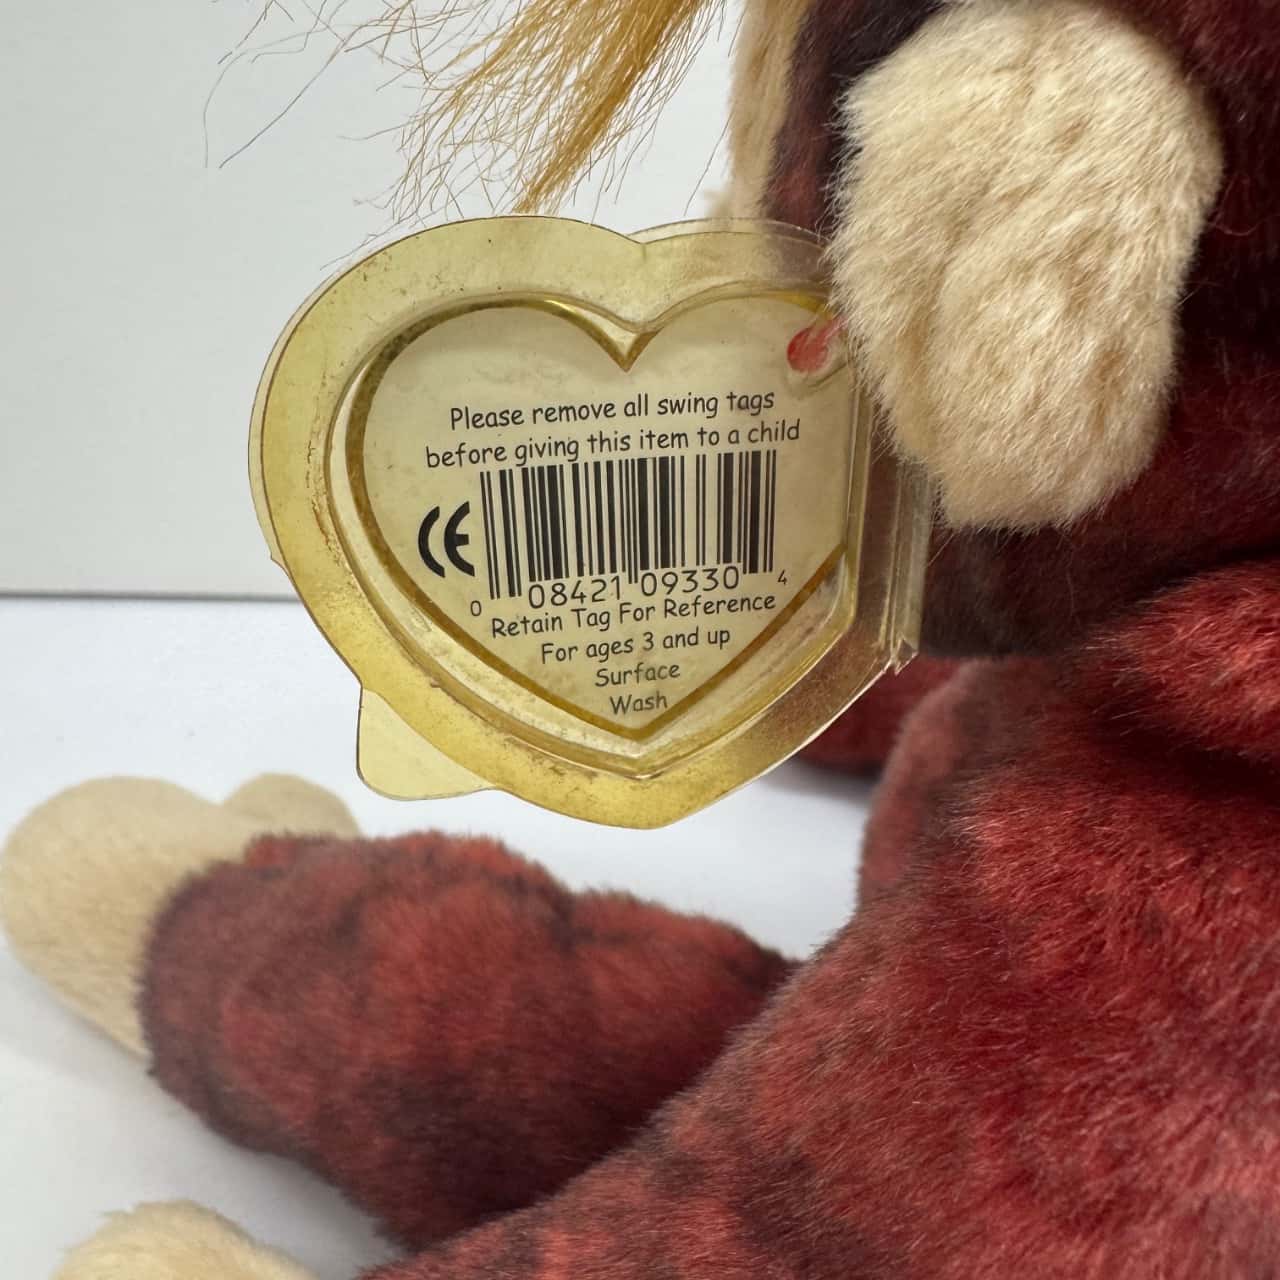 Please remove all swing tags
before giving this item to a child
CE
0 08421 09330 4
Retain Tag For Reference
For ages 3 and up
Surface
Wash